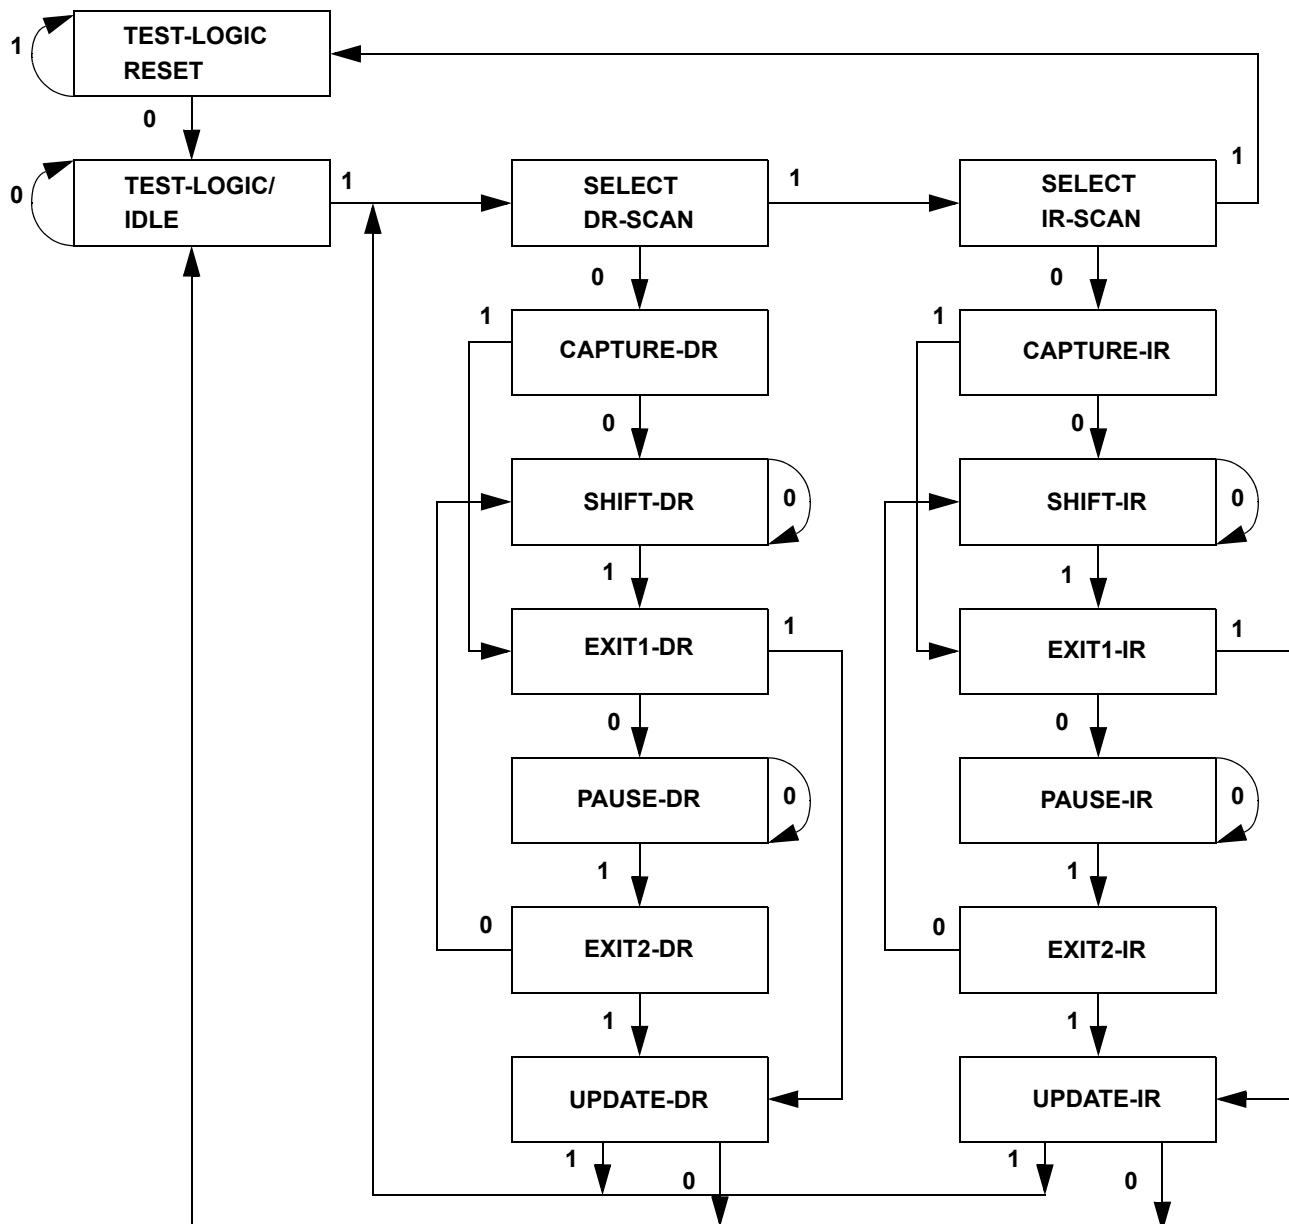 TEST-LOGIC
RESET
1
0
TEST-LOGIC/
IDLE
0
1
SELECT
DR-SCAN
1
SELECT
IR-SCAN
1
0
0
1
CAPTURE-DR
1
CAPTURE-IR
0
0
SHIFT-DR
0
SHIFT-IR
0
1
1
EXIT1-DR
1
EXIT1-IR
1
0
0
PAUSE-DR
0
PAUSE-IR
0
1
1
0
EXIT2-DR
0
EXIT2-IR
1
1
UPDATE-DR
UPDATE-IR
1
0
1
0